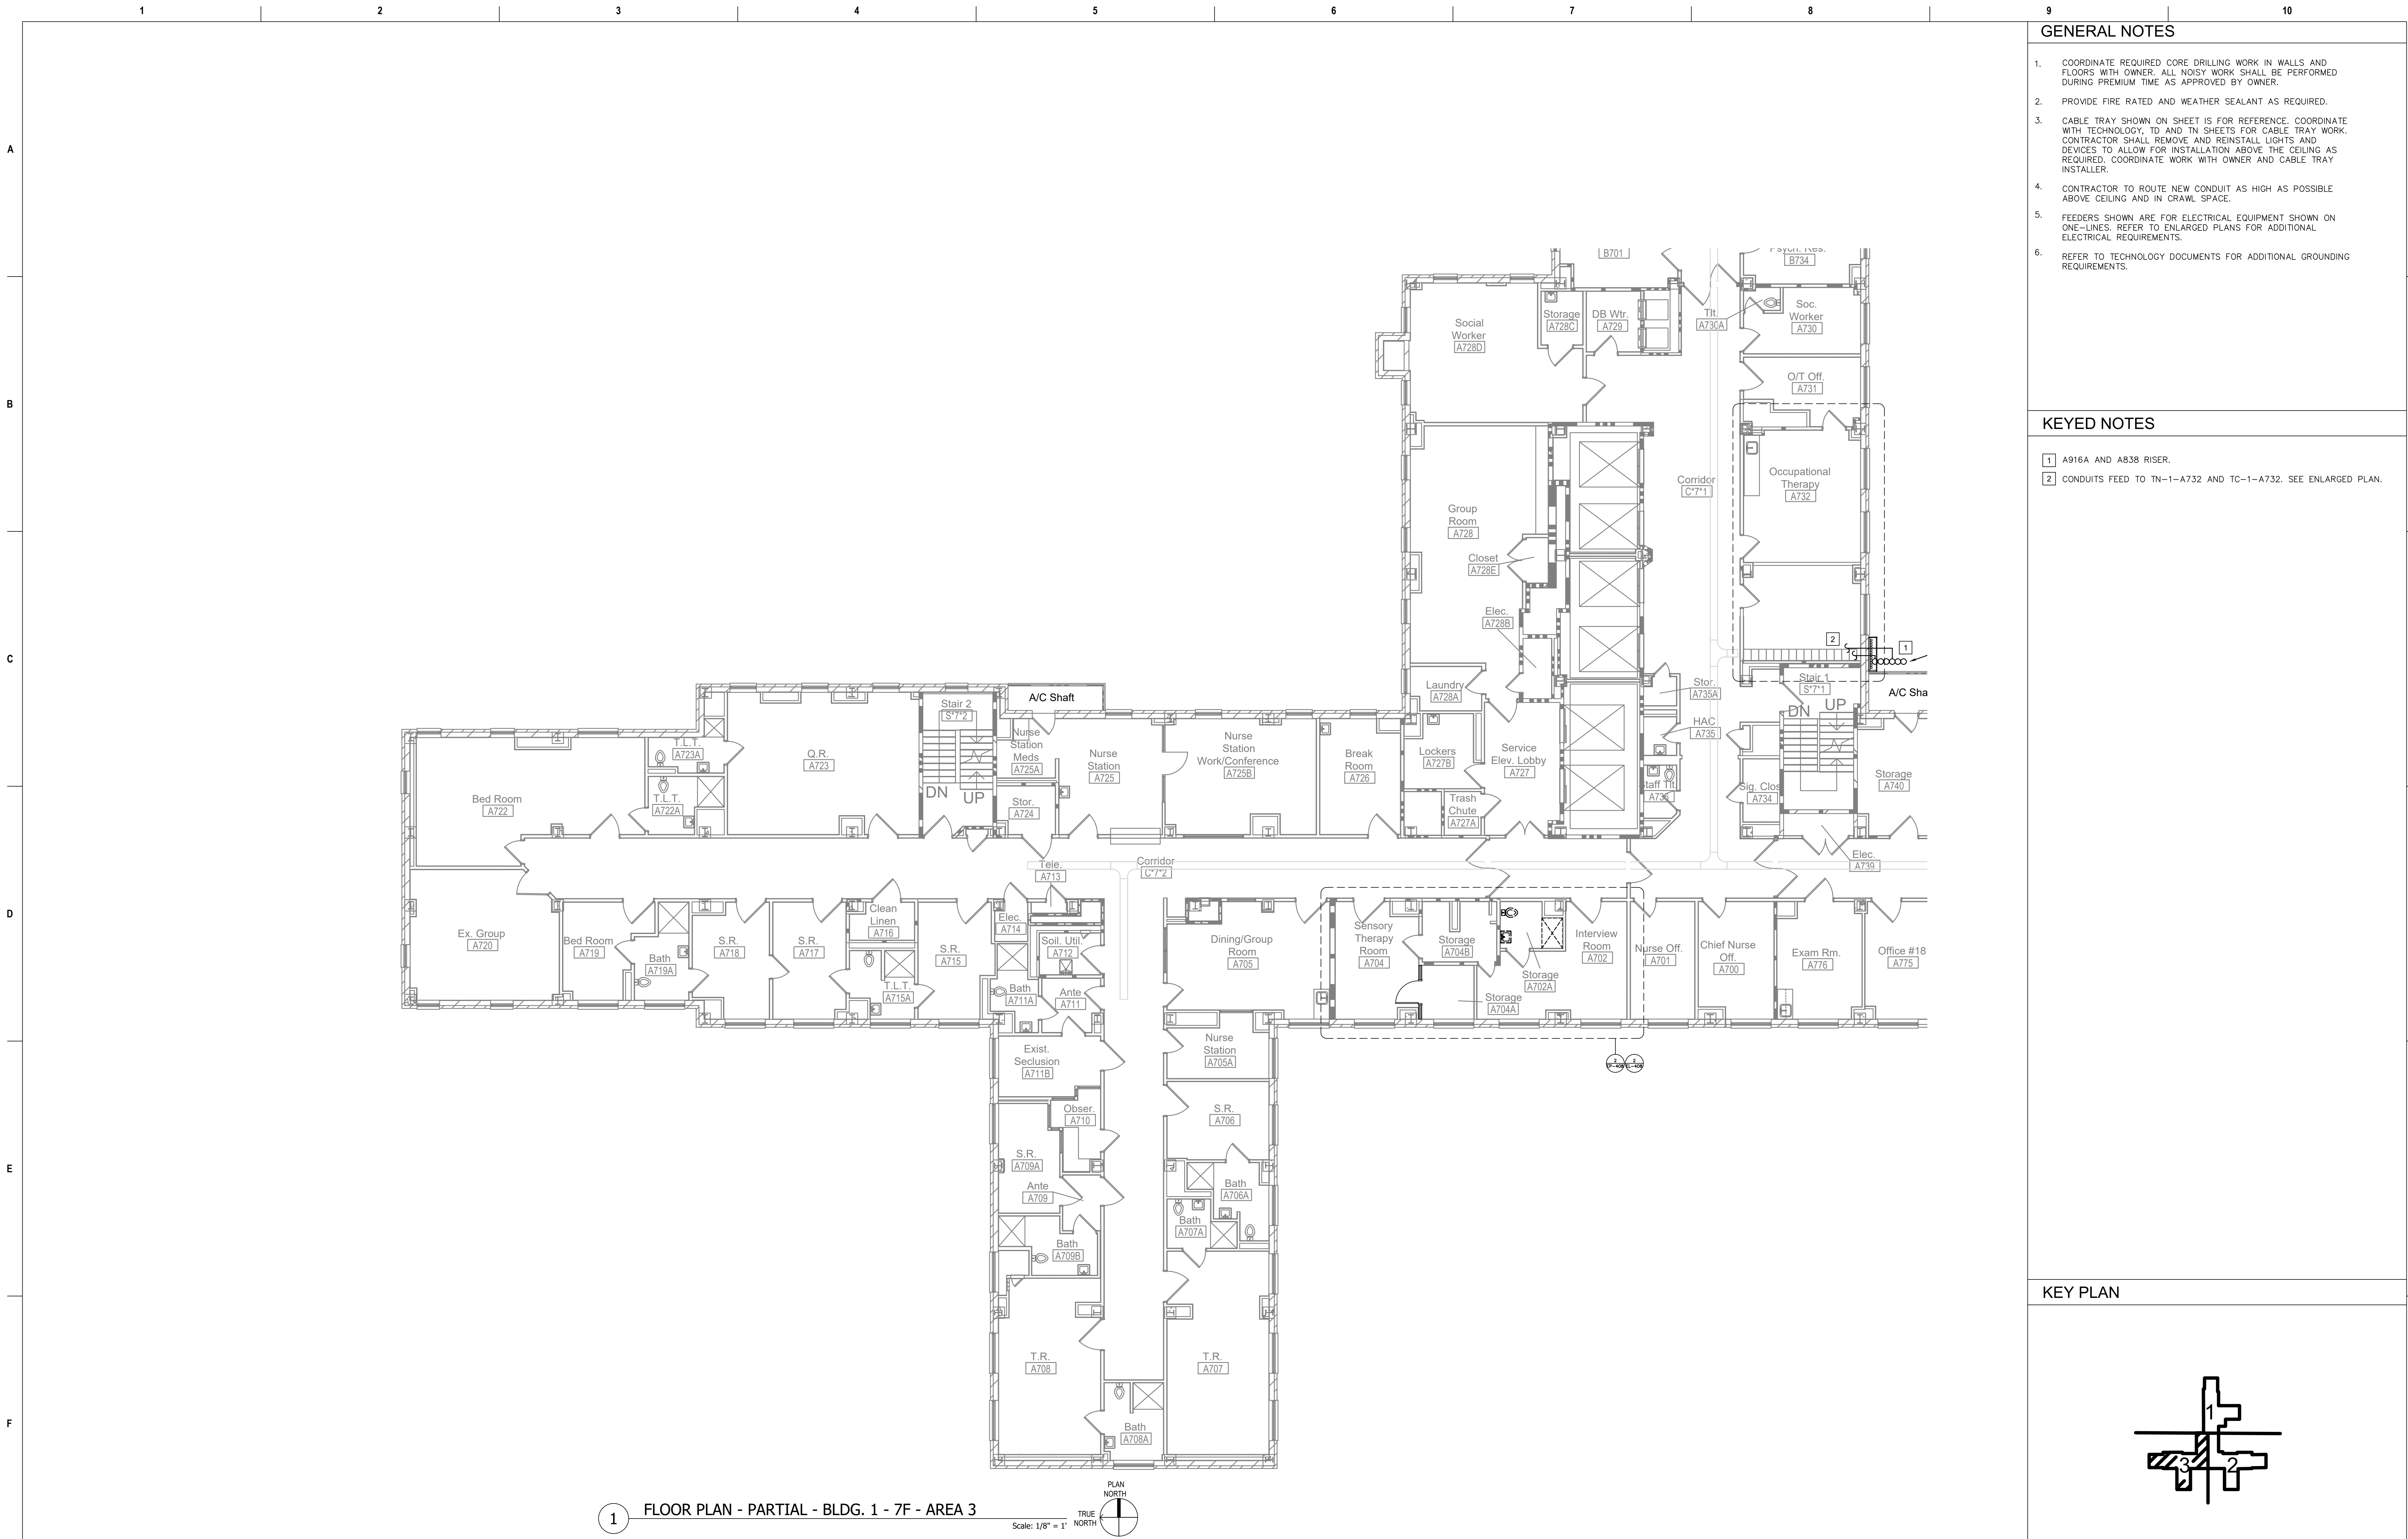 1 2 3 4 5 6 7 8 9 10
A
B
C
D
E
F
GENERAL NOTES
1. COORDINATE REQUIRED CORE DRILLING WORK IN WALLS AND
FLOORS WITH OWNER. ALL NOISY WORK SHALL BE PERFORMED
DURING PREMIUM TIME AS APPROVED BY OWNER.
2. PROVIDE FIRE RATED AND WEATHER SEALANT AS REQUIRED.
3. CABLE TRAY SHOWN ON SHEET IS FOR REFERENCE. COORDINATE
WITH TECHNOLOGY, TD AND TN SHEETS FOR CABLE TRAY WORK.
CONTRACTOR SHALL REMOVE AND REINSTALL LIGHTS AND
DEVICES TO ALLOW FOR INSTALLATION ABOVE THE CEILING AS
REQUIRED. COORDINATE WORK WITH OWNER AND CABLE TRAY
INSTALLER.
4. CONTRACTOR TO ROUTE NEW CONDUIT AS HIGH AS POSSIBLE
ABOVE CEILING AND IN CRAWL SPACE.
5. FEEDERS SHOWN ARE FOR ELECTRICAL EQUIPMENT SHOWN ON
ONE-LINES. REFER TO ENLARGED PLANS FOR ADDITIONAL
ELECTRICAL REQUIREMENTS.
6. REFER TO TECHNOLOGY DOCUMENTS FOR ADDITIONAL GROUNDING
REQUIREMENTS.
KEYED NOTES
1 A916A AND A838 RISER.
2 CONDUITS FEED TO TN-1-A732 AND TC-1-A732. SEE ENLARGED PLAN.
KEY PLAN
1
3
2
B701
Psych. Res.
B734
Social
Worker
A728D
Storage
A728C
DB Wtr.
A729
Tlt.
A730A
Soc.
Worker
A730
O/T Off.
A731
Occupational
Therapy
A732
Corridor
C*7*1
Group
Room
A728
Closet
A728E
Elec.
A728B
2
1
Laundry
A728A
Stor.
A735A
Stair 1
S*7*1
A/C Sha
DN
UP
HAC
A735
A/C Shaft
Stair 2
S*7*2
DN
UP
T.L.T.
A723A
Q.R.
A723
Nurse
Station
Meds
A725A
Nurse
Station
A725
Nurse
Station
Work/Conference
A725B
Break
Room
A726
Lockers
A727B
Service
Elev. Lobby
A727
Storage
A740
Bed Room
A722
T.L.T.
A722A
Stor.
A724
Trash
Chute
A727A
Staff Tlt.
Sig. Clos
A734
Tele.
A713
Corridor
C*7*2
Elec.
A739
Ex. Group
A720
Bed Room
A719
Bath
A719A
S.R.
A718
S.R.
A717
Clean
Linen
A716
S.R.
A715
T.L.T.
A715A
Elec.
A714
Soil. Util.
A712
Bath
A711A
Ante
A711
Dining/Group
Room
A705
Sensory
Therapy
Room
A704
Storage
A704B
Storage
A704A
Storage
A702A
Interview
Room
A702
Nurse Off.
A701
Chief Nurse
Off.
A700
Exam Rm.
A776
Office #18
A775
Exist.
Seclusion
A711B
Nurse
Station
A705A
2
2
Obser.
A710
S.R.
A706
S.R.
A709A
Ante
A709
Bath
A706A
Bath
A707A
Bath
A709B
T.R.
A708
T.R.
A707
Bath
A708A
1 FLOOR PLAN - PARTIAL - BLDG. 1 - 7F - AREA 3
Scale: 1/8" = 1'
PLAN
NORTH
TRUE
NORTH